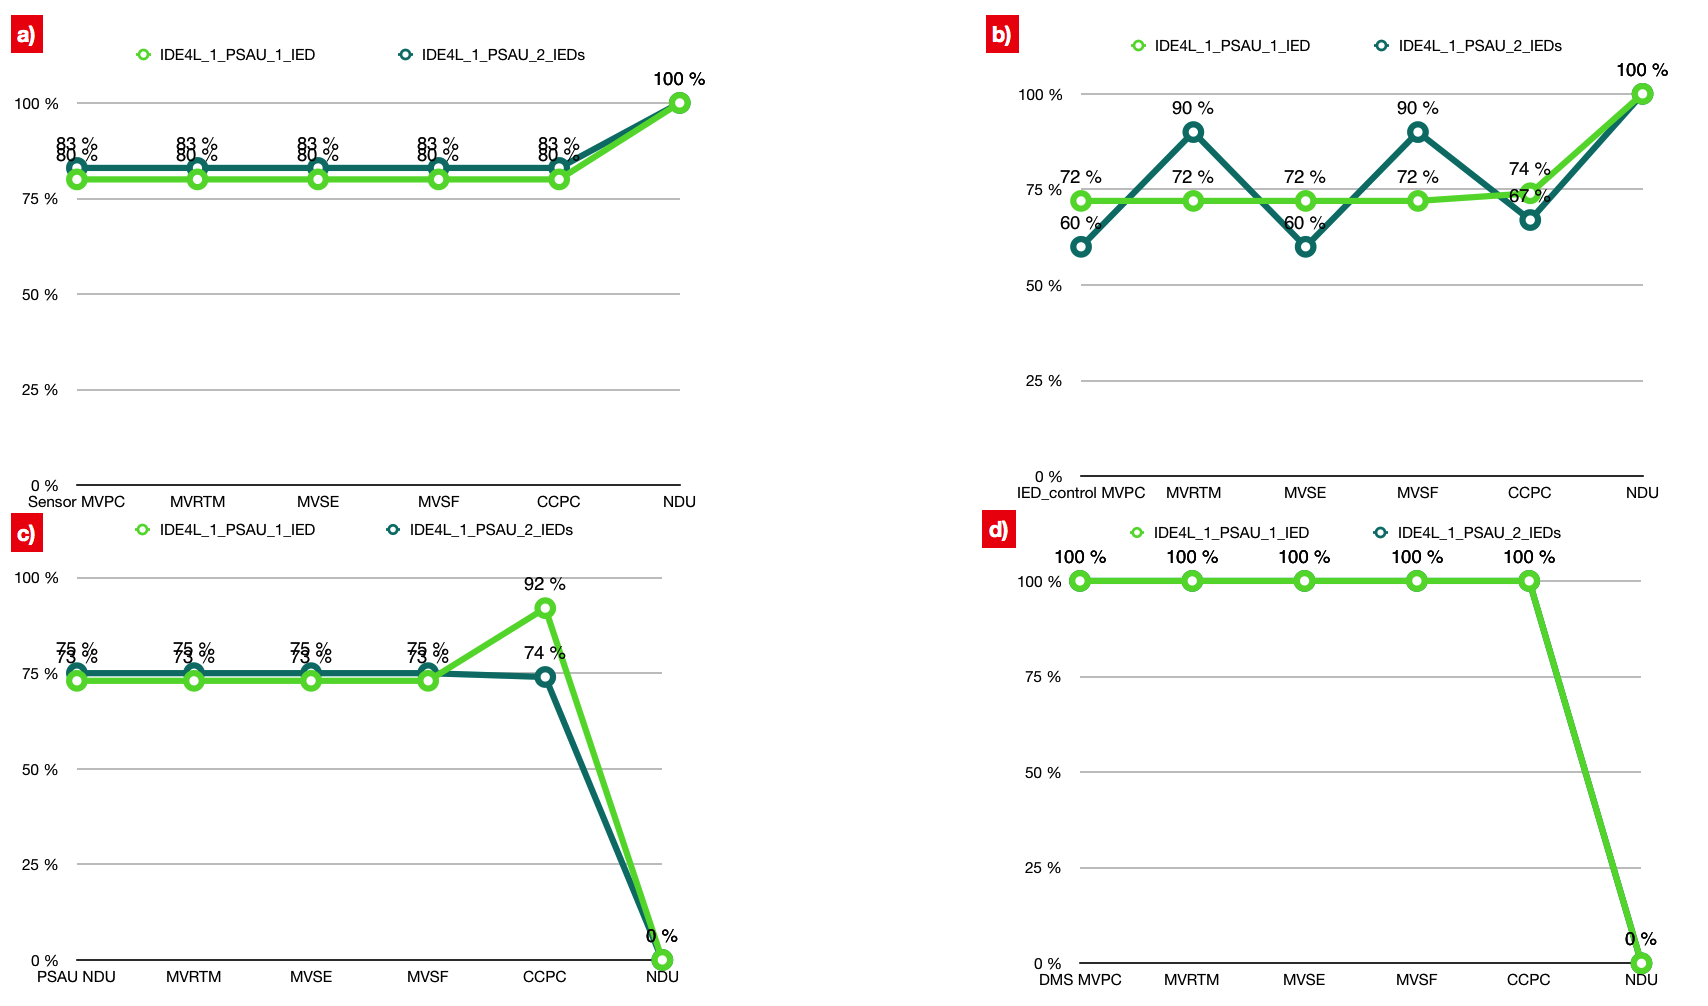 a)
IDE4L_1_PSAU_1_IED IDE4L_1_PSAU_2_IEDs
100 %
100 %
83 % 83 % 83 % 83 % 83 %
80 % 80 % 80 % 80 % 80 %
75 %
50 %
25 %
0 %
Sensor MVPC MVRTM MVSE MVSF CCPC NDU
b)
IDE4L_1_PSAU_1_IED IDE4L_1_PSAU_2_IEDs
100 %
100 %
90 % 90 %
74 %
75 %
72 % 72 % 72 % 72 %
67 %
60 % 60 %
50 %
25 %
0 %
IED_control MVPC MVRTM MVSE MVSF CCPC NDU
c)
IDE4L_1_PSAU_1_IED IDE4L_1_PSAU_2_IEDs
100 %
92 %
75 % 75 % 75 % 75 % 74 %
73 % 73 % 73 % 73 %
75 %
50 %
25 %
0 %
0 %
PSAU NDU MVRTM MVSE MVSF CCPC NDU
d)
IDE4L_1_PSAU_1_IED IDE4L_1_PSAU_2_IEDs
100 % 100 % 100 % 100 % 100 %
100 %
75 %
50 %
25 %
0 %
0 %
DMS MVPC MVRTM MVSE MVSF CCPC NDU